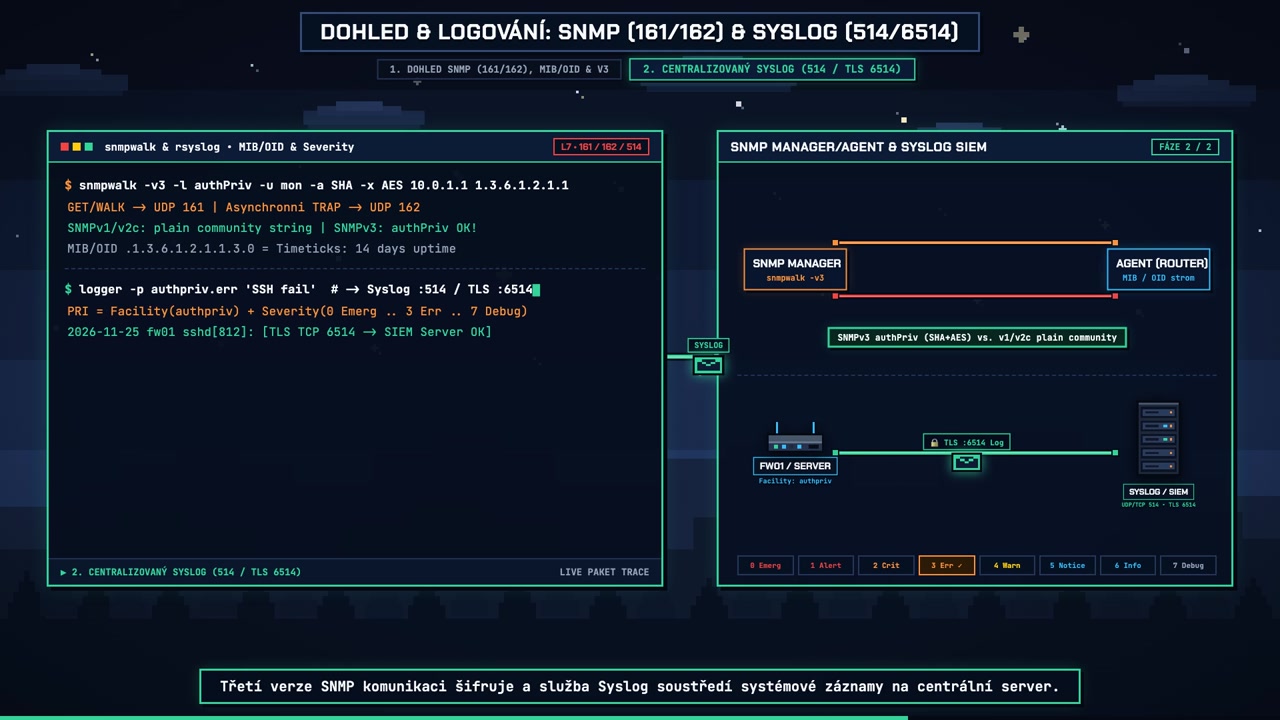 DOHLED & LOGOVÁNÍ: SNMP (161/162) & SYSLOG (514/6514)
1. DOHLED SNMP (161/162), MIB/OID & V3
2. CENTRALIZOVANÝ SYSLOG (514 / TLS 6514)
snmpwalk & rsyslog • MIB/OID & Severity
L7 • 161 / 162 / 514
$ snmpwalk -v3 -l authPriv -u mon -a SHA -x AES 10.0.1.1 1.3.6.1.2.1.1
GET/WALK → UDP 161 | Asynchronni TRAP → UDP 162
SNMPv1/v2c: plain community string | SNMPv3: authPriv OK!
MIB/OID .1.3.6.1.2.1.1.3.0 = Timeticks: 14 days uptime
$ logger -p authpriv.err 'SSH fail'  # → Syslog :514 / TLS :6514
PRI = Facility(authpriv) + Severity(0 Emerg .. 3 Err .. 7 Debug)
2026-11-25 fw01 sshd[812]: [TLS TCP 6514 → SIEM Server OK]
▶ 2. CENTRALIZOVANÝ SYSLOG (514 / TLS 6514)
LIVE PAKET TRACE
SYSLOG
SNMP MANAGER/AGENT & SYSLOG SIEM
FÁZE 2 / 2
SNMP MANAGER
snmpwalk -v3
AGENT (ROUTER)
MIB / OID strom
SNMPv3 authPriv (SHA+AES) vs. v1/v2c plain community
🔒 TLS :6514 Log
FW01 / SERVER
Facility: authpriv
SYSLOG / SIEM
UDP/TCP 514 • TLS 6514
0 Emerg
1 Alert
2 Crit
3 Err ✓
4 Warn
5 Notice
6 Info
7 Debug
Třetí verze SNMP komunikaci šifruje a služba Syslog soustředí systémové záznamy na centrální server.